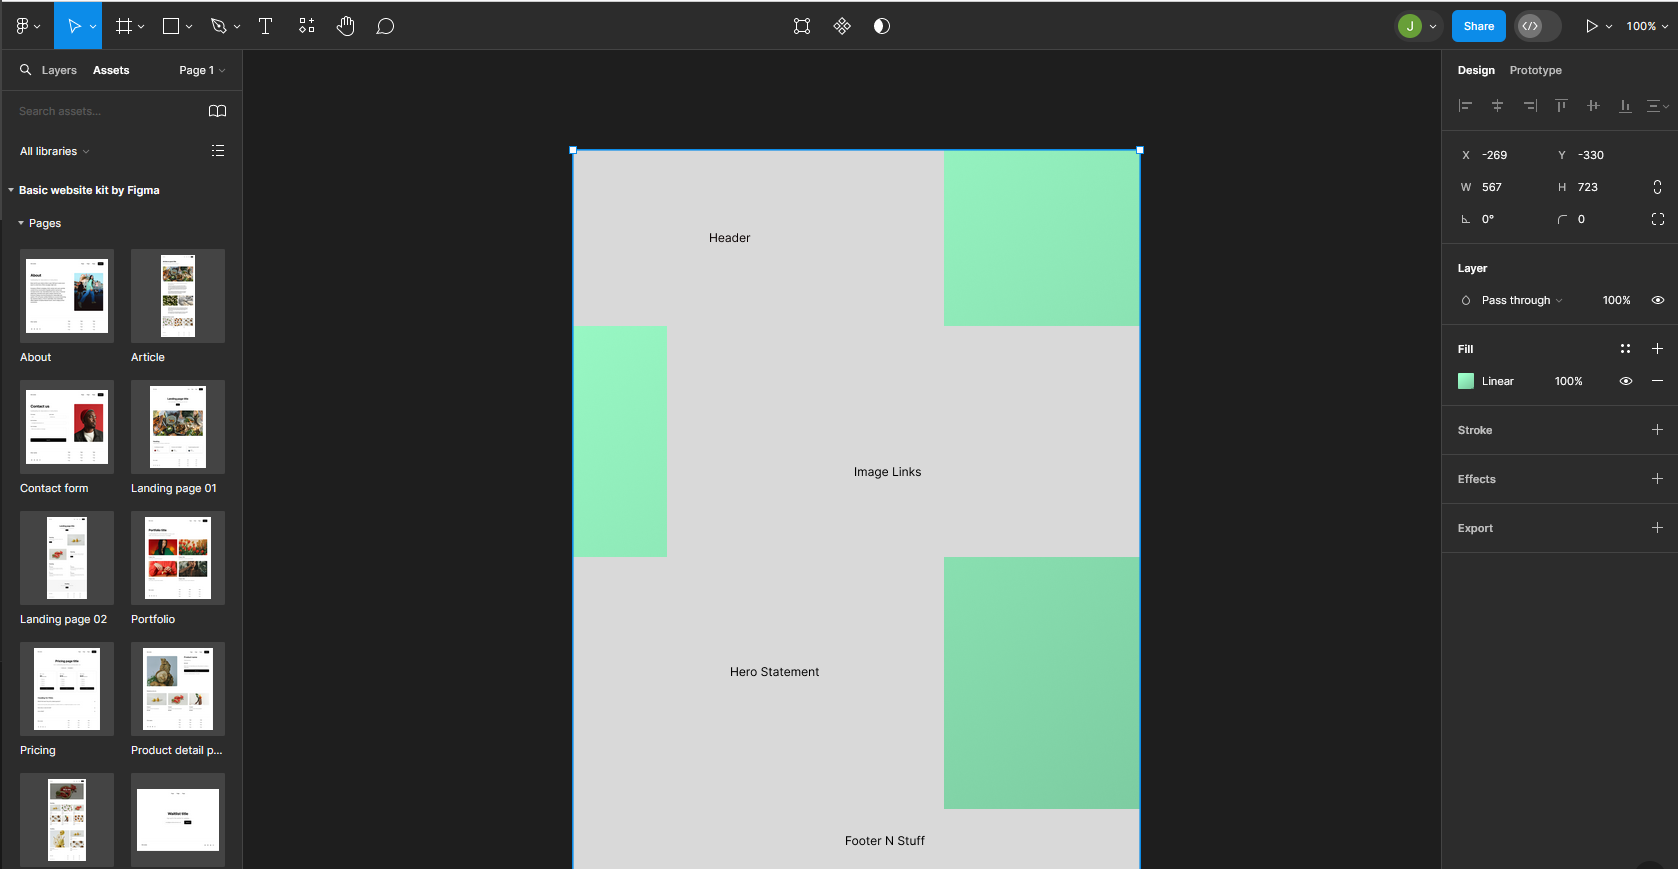 J
Share
100%
Layers
Assets
Page 1
Design
Prototype
Search assets...
All libraries
Basic website kit by Figma
Pages
About
Article
Contact form
Landing page 01
Landing page 02
Portfolio
Pricing
Product detail p...
Header
Image Links
Hero Statement
Footer N Stuff
X -269
Y -330
W 567
H 723
0°
0
Layer
Pass through
100%
Fill
Linear
100%
Stroke
Effects
Export